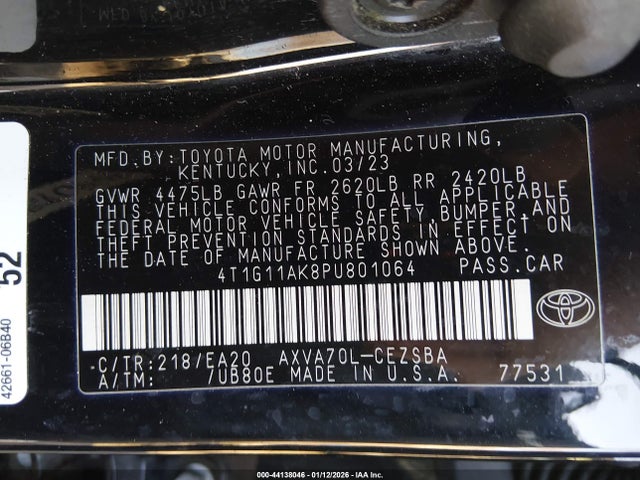 MFD.BY:TOYOTA MOTOR MANUFACTURING,
KENTUCKY,INC.03/23
GVWR 4475LB GAWR FR 2620LB RR 2420LB
THIS VEHICLE CONFORMS TO ALL APPLICABLE
FEDERAL MOTOR VEHICLE SAFETY,BUMPER,AND
THEFT PREVENTION STANDARDS IN EFFECT ON
THE DATE OF MANUFACTURE SHOWN ABOVE.
4T1G11AK8PU801064 PASS.CAR
C/TR:218/EA20 AXVA70L-CEZSBA
A/TM: 7UB80E MADE IN U.S.A. 77531
52
42661-06B40
000-44138046 - 01/12/2026 - IAA Inc.